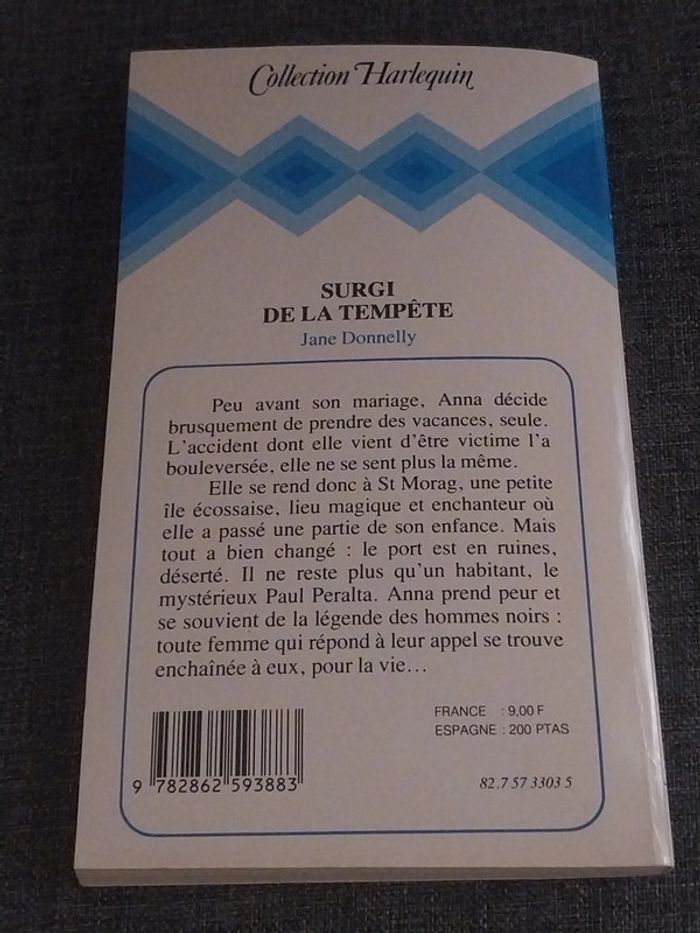 Collection Harlequin
SURGI
DE LA TEMPÊTE
Jane Donnelly
Peu avant son mariage, Anna décide
brusquement de prendre des vacances, seule.
L'accident dont elle vient d'être victime l'a
bouleversée, elle ne se sent plus la même.
Elle se rend donc à St Morag, une petite
île écossaise, lieu magique et enchanteur où
elle a passé une partie de son enfance. Mais
tout a bien changé : le port est en ruines,
déserté. Il ne reste plus qu'un habitant, le
mystérieux Paul Peralta. Anna prend peur et
se souvient de la légende des hommes noirs :
toute femme qui répond à leur appel se trouve
enchaînée à eux, pour la vie...
FRANCE : 9,00 F
ESPAGNE : 200 PTAS
9 782862 593883
82.7 57 3303 5